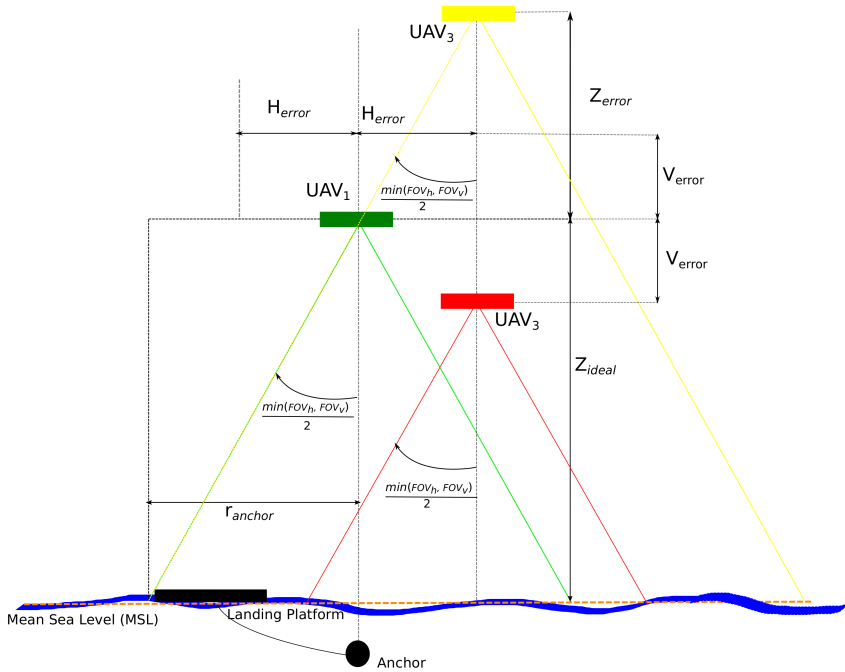 UAV3
Zerror
Herror
Herror
min(FOVh, FOVv)
2
Verror
UAV1
Verror
UAV3
Zideal
min(FOVh, FOVv)
2
min(FOVh, FOVv)
2
ranchor
Mean Sea Level (MSL)
Landing Platform
Anchor